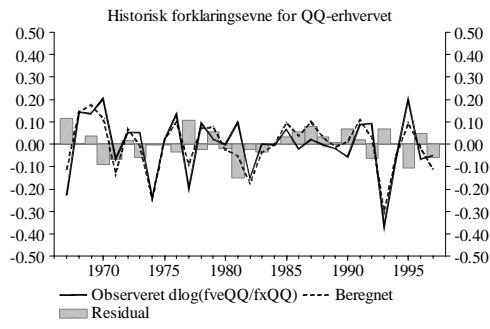 Historisk forklaringsevne for QQ-erhvervet
0.50 0.50
0.40 0.40
0.30 0.30
0.20 0.20
0.10 0.10
0.00 0.00
-0.10 -0.10
-0.20 -0.20
-0.30 -0.30
-0.40 -0.40
-0.50 -0.50
1970 1975 1980 1985 1990 1995
Observeret dlog(fveQQ/fxQQ) Beregnet
Residual